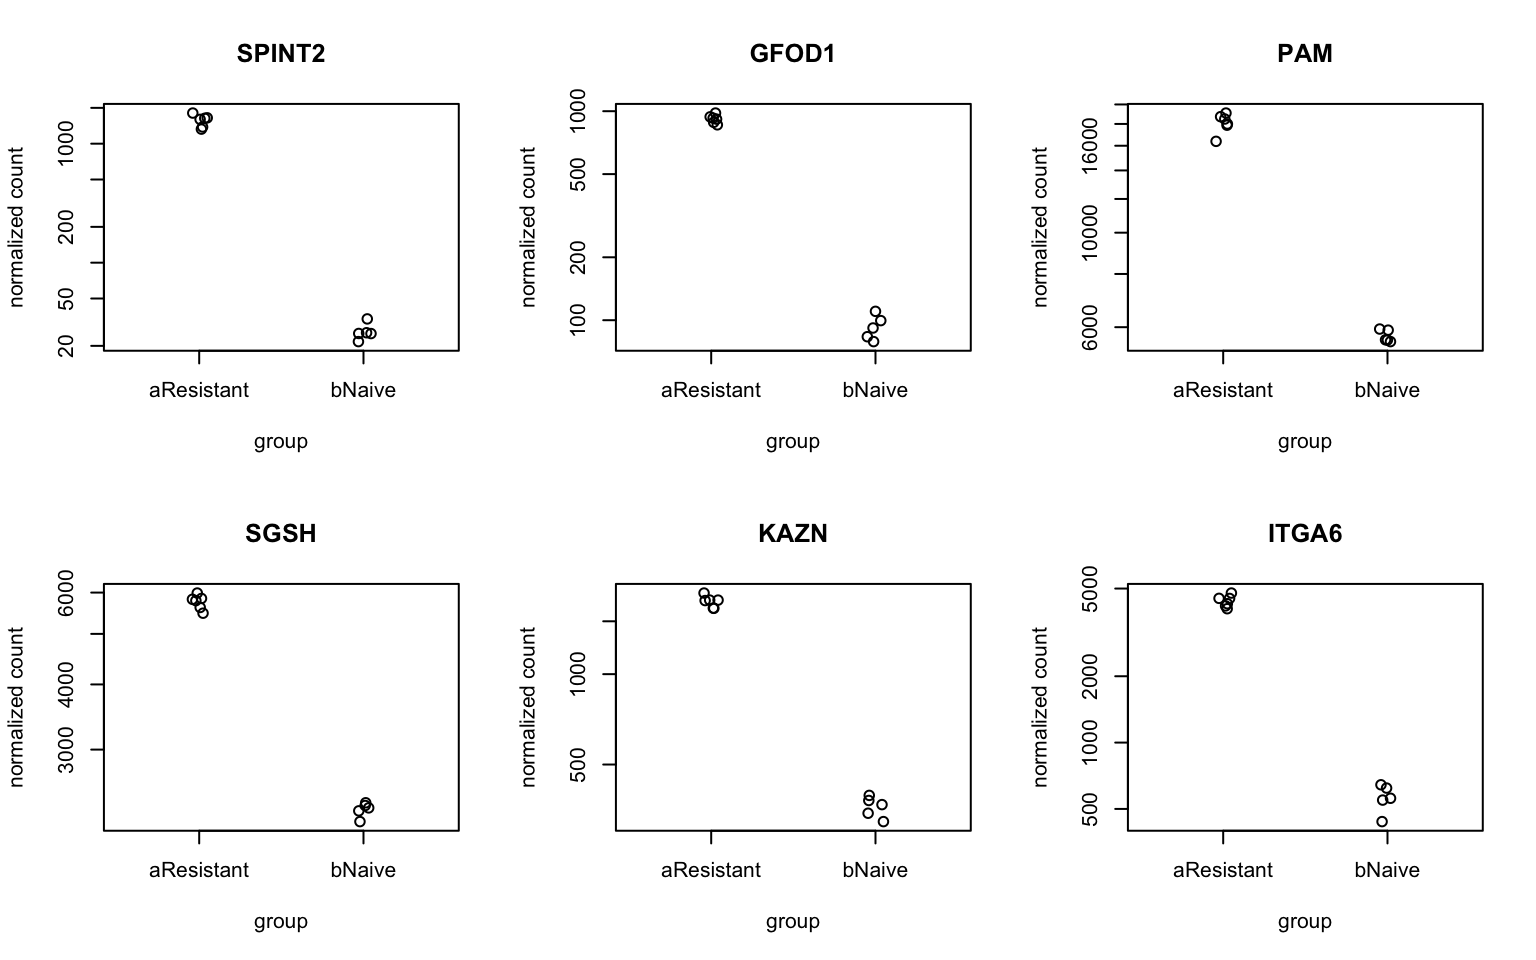 SPINT2
normalized count
1000
200
50
20
aResistant bNaive
group
GFOD1
normalized count
1000
500
200
100
aResistant bNaive
group
PAM
normalized count
16000
10000
6000
aResistant bNaive
group
SGSH
normalized count
6000
4000
3000
aResistant bNaive
group
KAZN
normalized count
1000
500
aResistant bNaive
group
ITGA6
normalized count
5000
2000
1000
500
aResistant bNaive
group